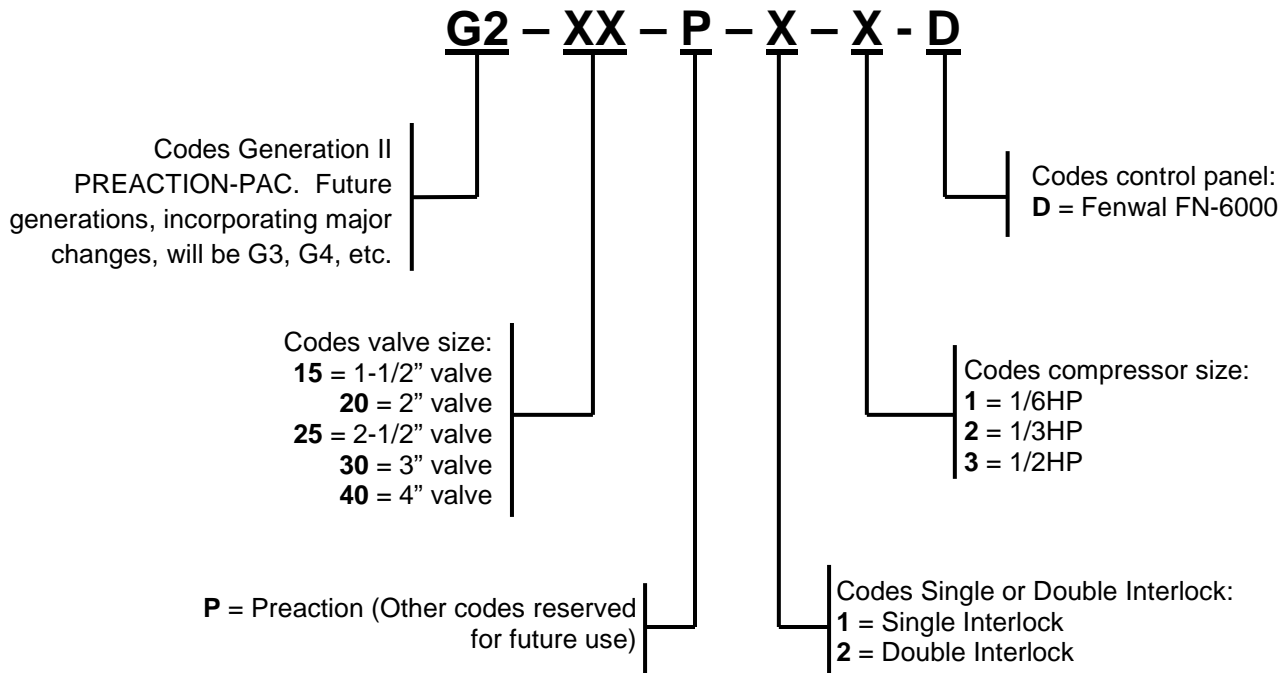 G2 – XX – P – X – X - D
Codes Generation II
PREACTION-PAC.  Future
generations, incorporating major
changes, will be G3, G4, etc.
Codes control panel:
D = Fenwal FN-6000
Codes valve size:
15 = 1-1/2” valve
20 = 2” valve
25 = 2-1/2” valve
30 = 3” valve
40 = 4” valve
Codes compressor size:
1 = 1/6HP
2 = 1/3HP
3 = 1/2HP
P = Preaction (Other codes reserved
for future use)
Codes Single or Double Interlock:
1 = Single Interlock
2 = Double Interlock